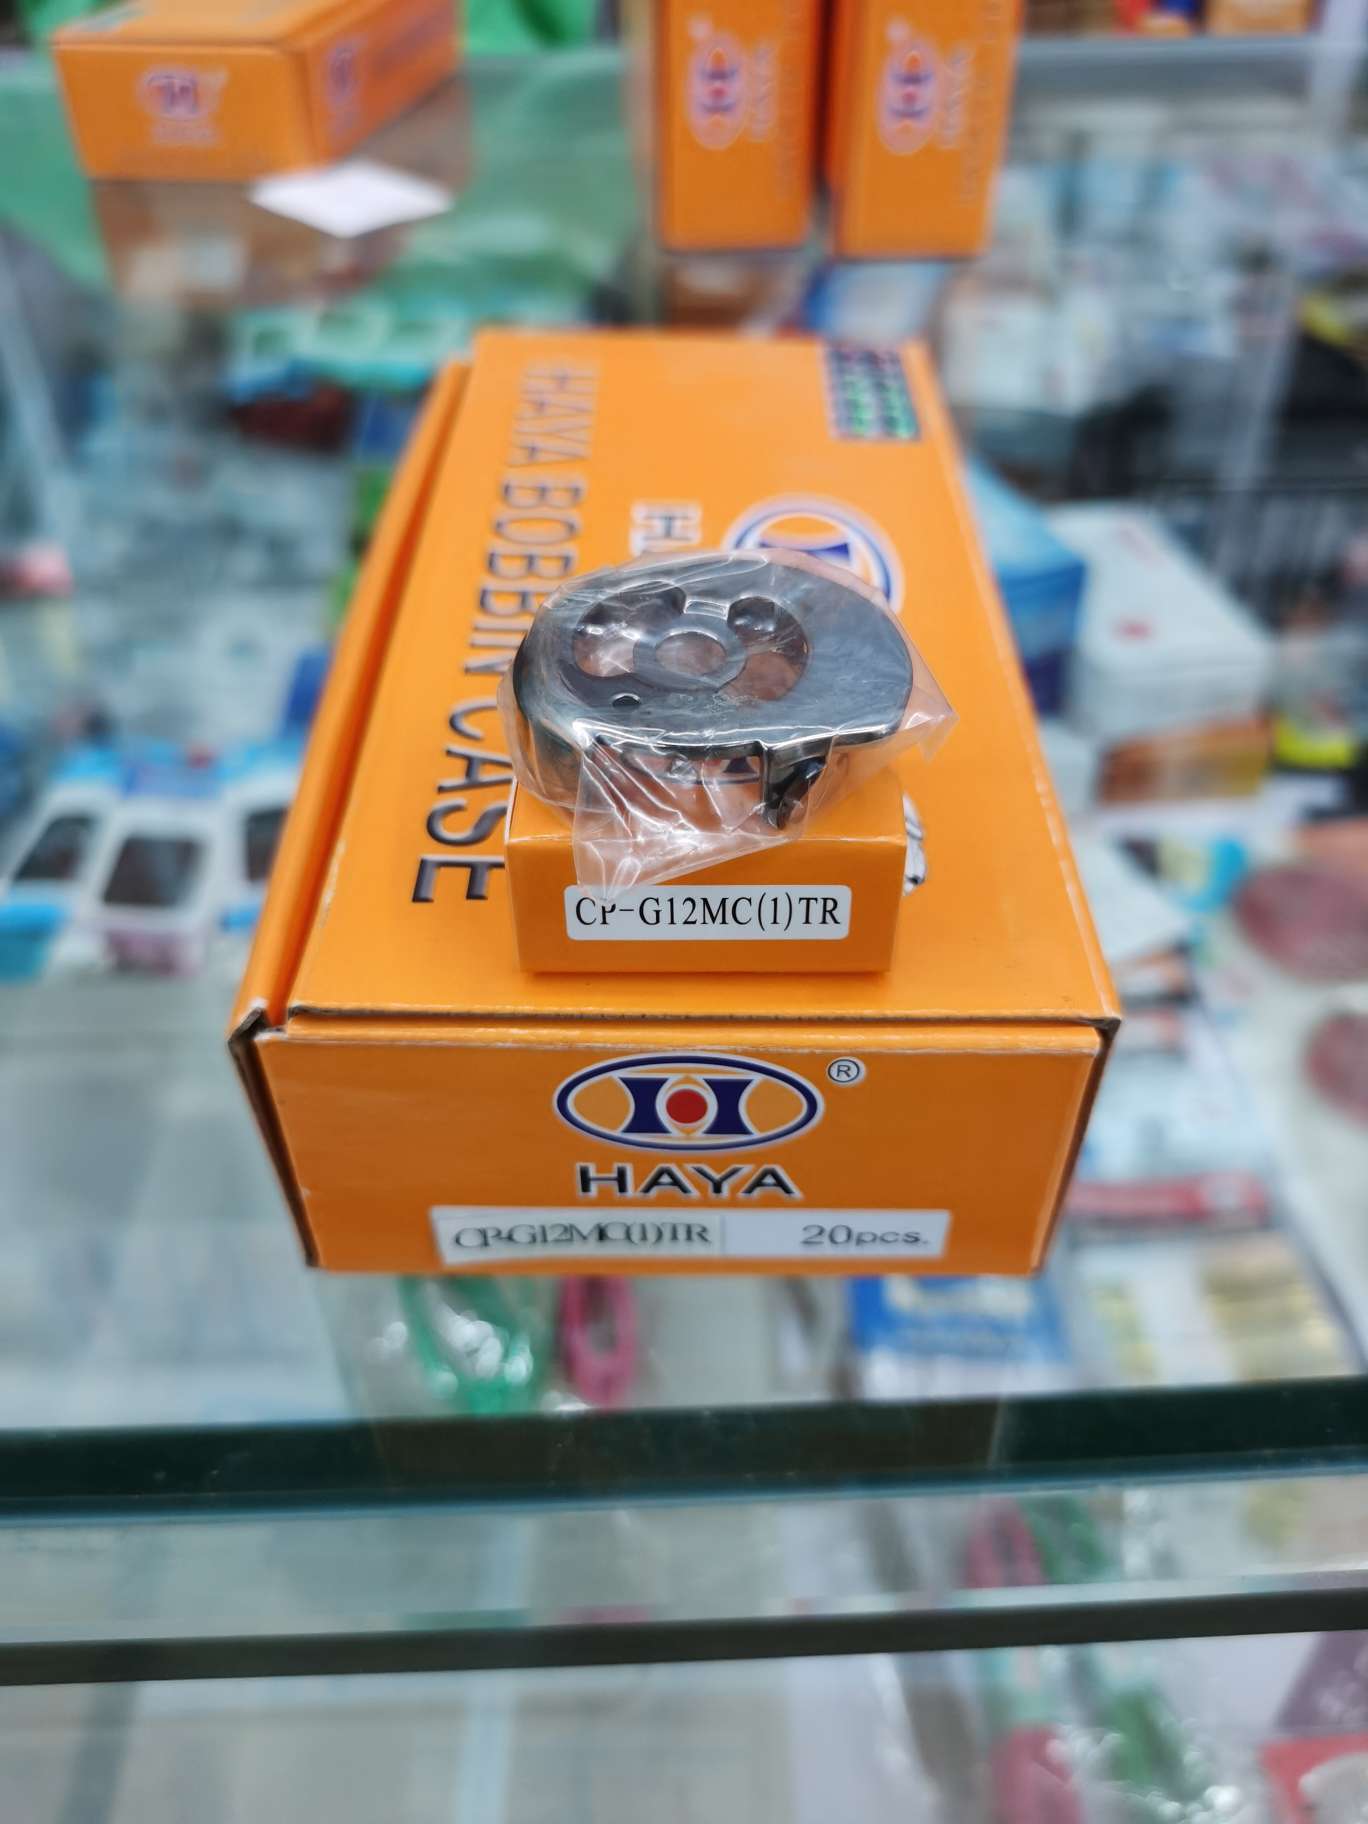 HAYA BOBBIN CASE
CP-G12MC(1)TR
®
HAYA
CP-G12MC(1)TR 20pcs.